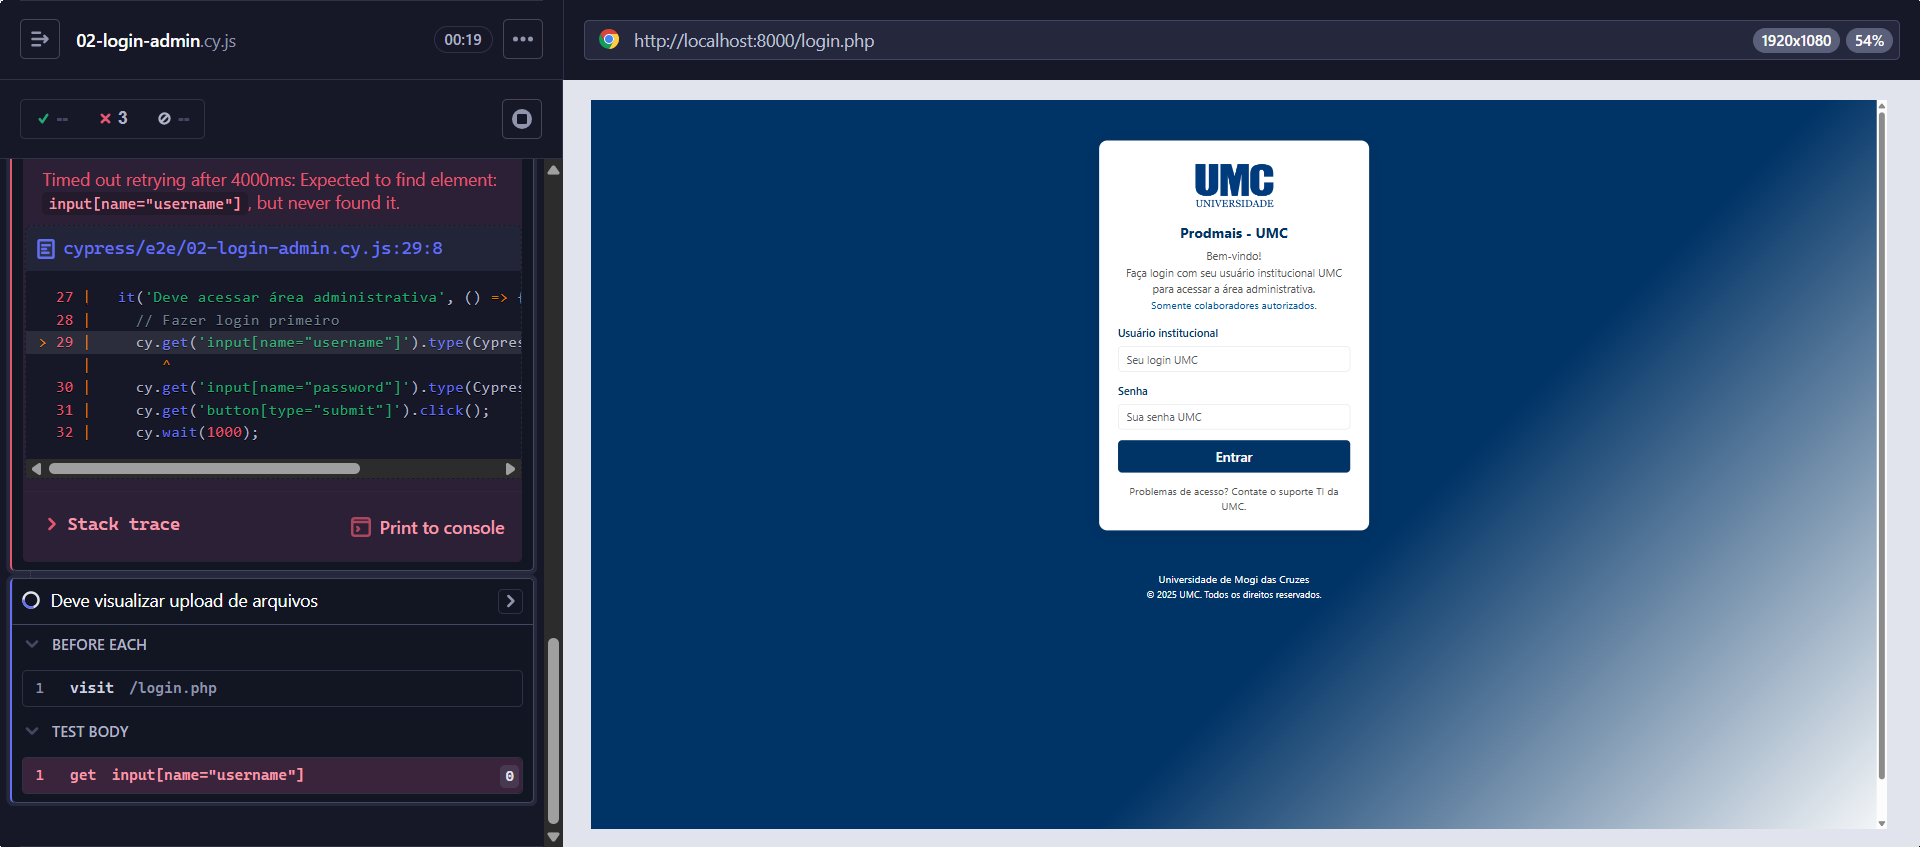 02-login-admin.cy.js
00:19
--
3
--
Timed out retrying after 4000ms: Expected to find element:
input[name="username"], but never found it.
cypress/e2e/02-login-admin.cy.js:29:8
27 | it('Deve acessar área administrativa', () =>
28 | // Fazer login primeiro
> 29 | cy.get('input[name="username"]').type(Cypres
| ^
30 | cy.get('input[name="password"]').type(Cypres
31 | cy.get('button[type="submit"]').click();
32 | cy.wait(1000);
Stack trace
Print to console
Deve visualizar upload de arquivos
BEFORE EACH
1 visit /login.php
TEST BODY
1 get input[name="username"] 0
http://localhost:8000/login.php
1920x1080 54%
UMC
UNIVERSIDADE
Prodmais - UMC
Bem-vindo!
Faça login com seu usuário institucional UMC
para acessar a área administrativa.
Somente colaboradores autorizados.
Usuário institucional
Seu login UMC
Senha
Sua senha UMC
Entrar
Problemas de acesso? Contate o suporte TI da
UMC.
Universidade de Mogi das Cruzes
© 2025 UMC. Todos os direitos reservados.